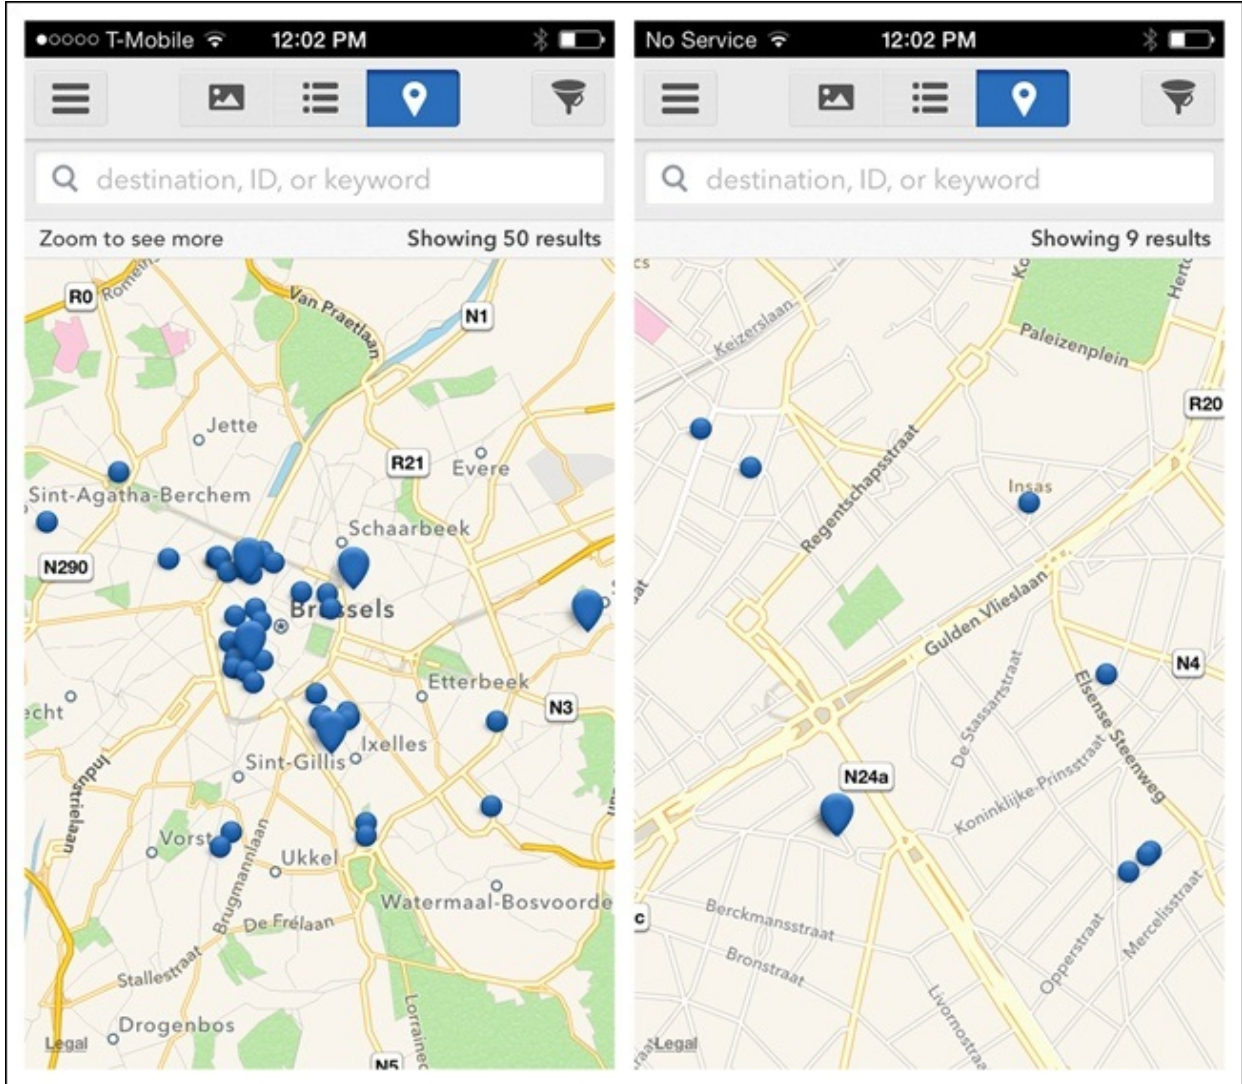 T-Mobile 12:02 PM
destination, ID, or keyword
Zoom to see more Showing 50 results
R0
Van Praetlaan
N1
Jette
R21
Evere
Sint-Agatha-Berchem
Schaarbeek
N290
Brussels
Etterbeek
N3
Ixelles
Sint-Gillis
Industrielaan
Vorst
Brugmannlaan
Ukkel
Watermaal-Bosvoorde
De Frélaan
Stallestraat
Drogenbos
Legal
N5
No Service 12:02 PM
destination, ID, or keyword
Showing 9 results
Keizerslaan
Paleizenplein
R20
Regentschapsstraat
Insas
Gulden Vlieslaan
N4
De Stassartstraat
Elsense Steenweg
N24a
Koninklijke-Prinsstraat
Berckmansstraat
Mercelisstraat
Bronstraat
Opperstraat
Livornostraat
Legal